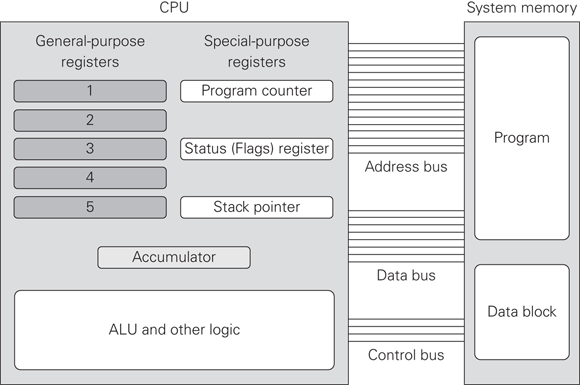 CPU
System memory
General-purpose
registers
Special-purpose
registers
1
Program counter
2
3
Status (Flags) register
4
5
Stack pointer
Accumulator
ALU and other logic
Address bus
Data bus
Control bus
Program
Data block